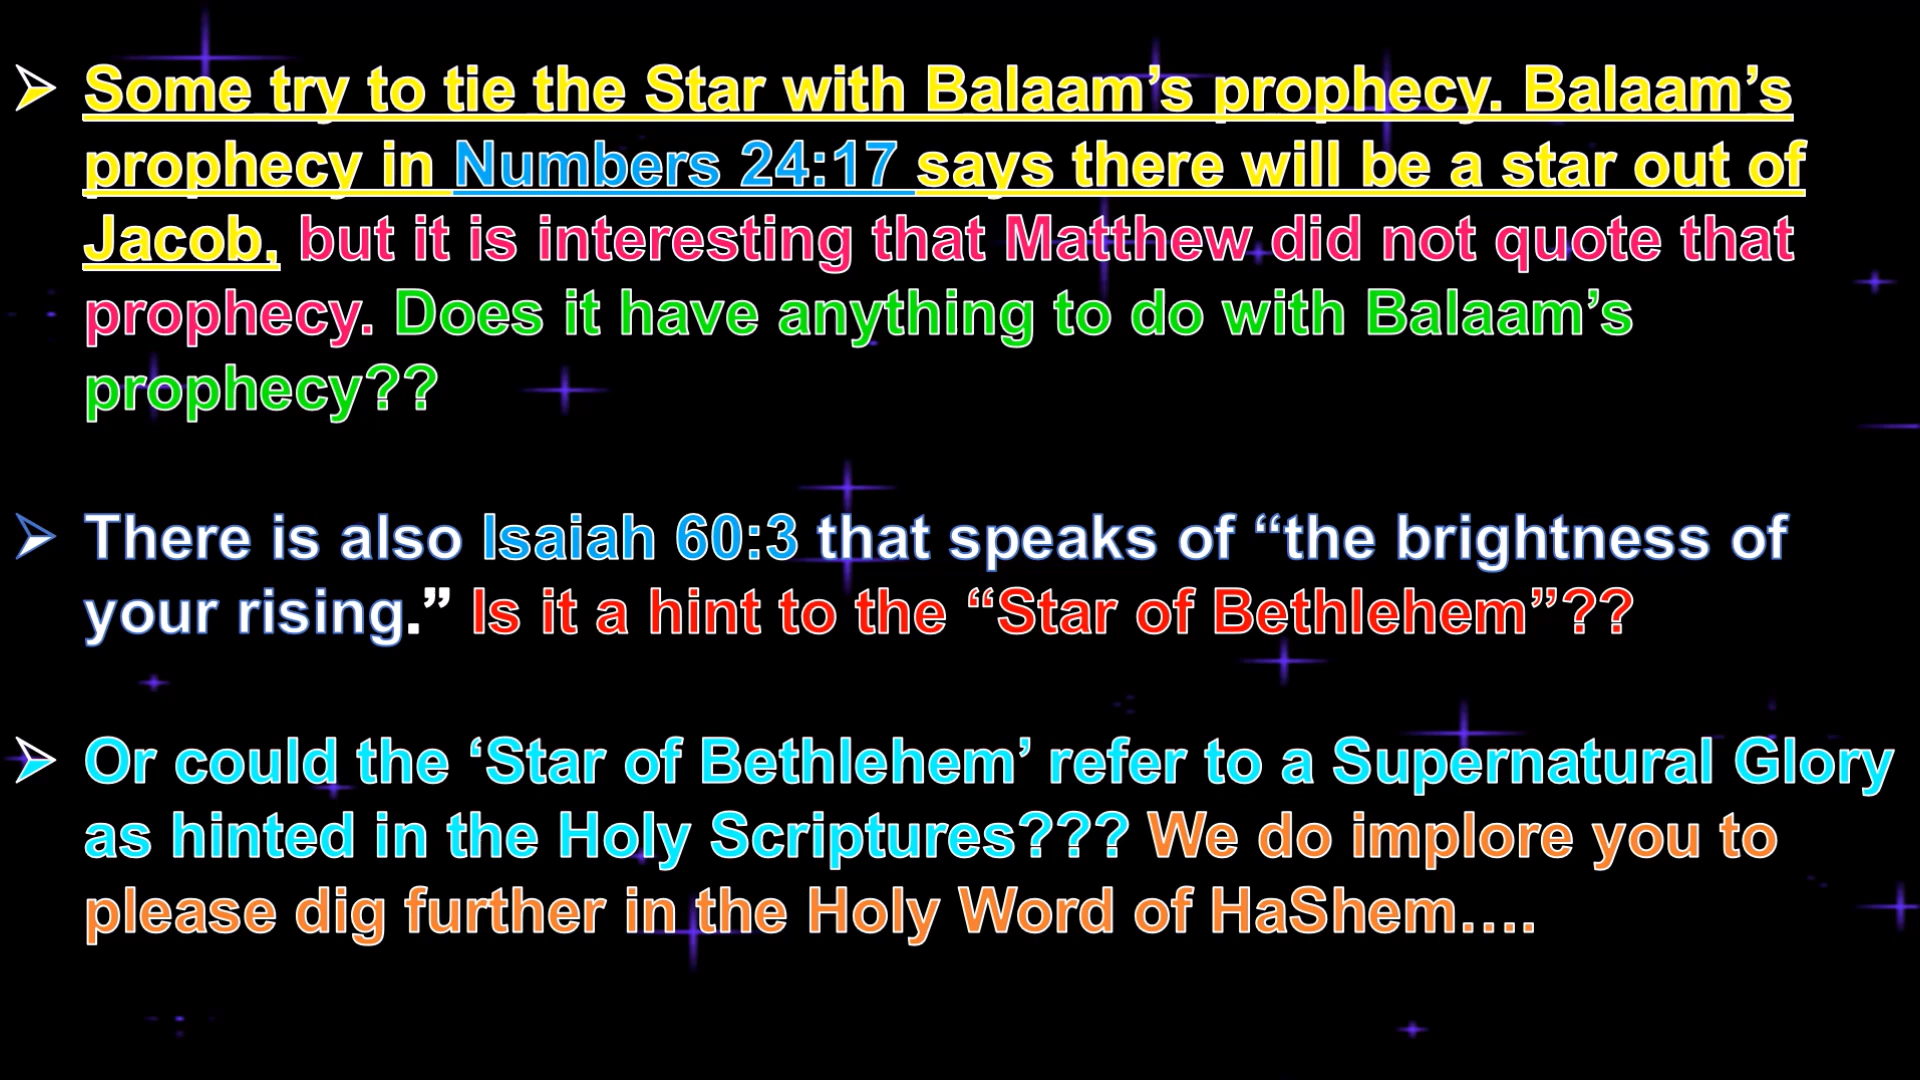 ➢ Some try to tie the Star with Balaam’s prophecy. Balaam’s
prophecy in Numbers 24:17 says there will be a star out of
Jacob, but it is interesting that Matthew did not quote that
prophecy. Does it have anything to do with Balaam’s
prophecy??
➢ There is also Isaiah 60:3 that speaks of “the brightness of
your rising.” Is it a hint to the “Star of Bethlehem”??
➢ Or could the ‘Star of Bethlehem’ refer to a Supernatural Glory
as hinted in the Holy Scriptures??? We do implore you to
please dig further in the Holy Word of HaShem….